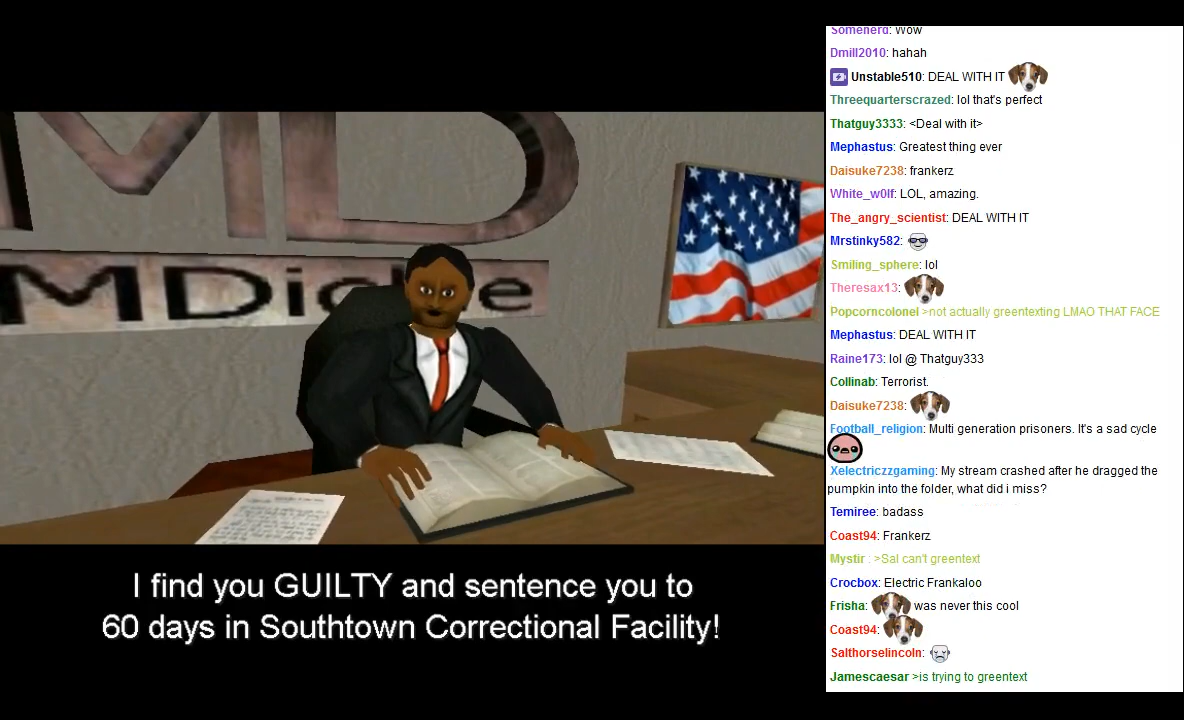 MD
MDic e
I find you GUILTY and sentence you to
60 days in Southtown Correctional Facility!
Somenerd: Wow
Dmill2010: hahah
Unstable510: DEAL WITH IT
Threequarterscrazed: lol that's perfect
Thatguy3333: <Deal with it>
Mephastus: Greatest thing ever
Daisuke7238: frankerz
White_w0lf: LOL, amazing.
The_angry_scientist: DEAL WITH IT
Mrstinky582:
Smiling_sphere: lol
Theresax13:
Popcorncolonel >not actually greentexting LMAO THAT FACE
Mephastus: DEAL WITH IT
Raine173: lol @ Thatguy333
Collinab: Terrorist.
Daisuke7238:
Football_religion: Multi generation prisoners. It's a sad cycle
Xelectriczzgaming: My stream crashed after he dragged the
pumpkin into the folder, what did i miss?
Temiree: badass
Coast94: Frankerz
Mystir : >Sal can't greentext
Crocbox: Electric Frankaloo
Frisha: was never this cool
Coast94:
Salthorselincoln:
Jamescaesar >is trying to greentext